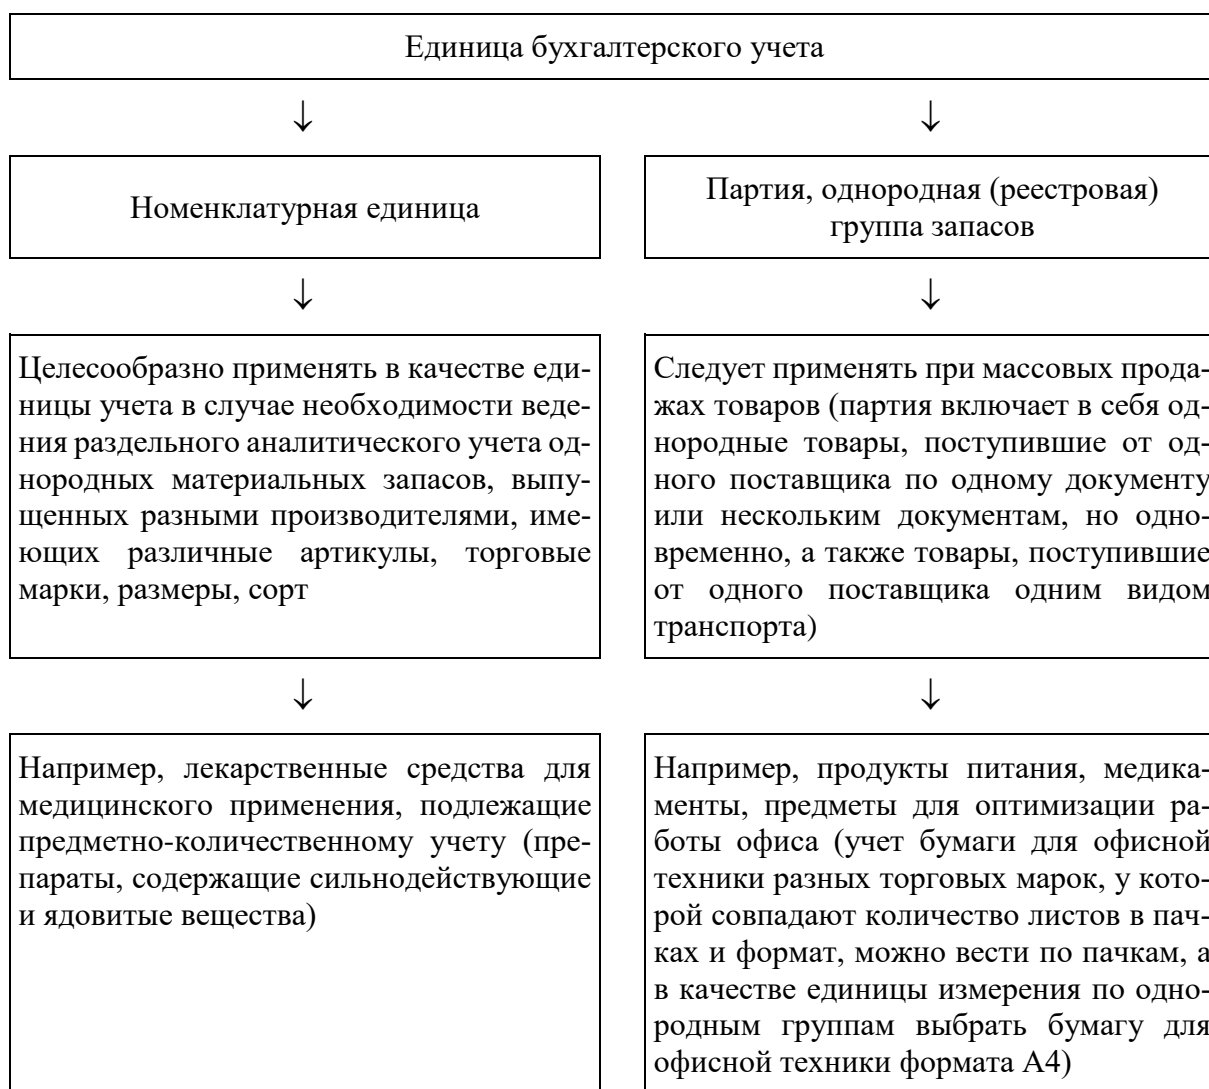 Единица бухгалтерского учета
↓
↓
Номенклатурная единица
Партия, однородная (реестровая)
группа запасов
↓
↓
Целесообразно применять в качестве еди-
ницы учета в случае необходимости веде-
ния раздельного аналитического учета од-
нородных материальных запасов, выпу-
щенных разными производителями, име-
ющих различные артикулы, торговые
марки, размеры, сорт
Следует применять при массовых прода-
жах товаров (партия включает в себя од-
нородные товары, поступившие от од-
ного поставщика по одному документу
или нескольким документам, но одно-
временно, а также товары, поступившие
от одного поставщика одним видом
транспорта)
↓
↓
Например, лекарственные средства для
медицинского применения, подлежащие
предметно-количественному учету (пре-
параты, содержащие сильнодействующие
и ядовитые вещества)
Например, продукты питания, медика-
менты, предметы для оптимизации ра-
боты офиса (учет бумаги для офисной
техники разных торговых марок, у кото-
рой совпадают количество листов в пач-
ках и формат, можно вести по пачкам, а
в качестве единицы измерения по одно-
родным группам выбрать бумагу для
офисной техники формата А4)